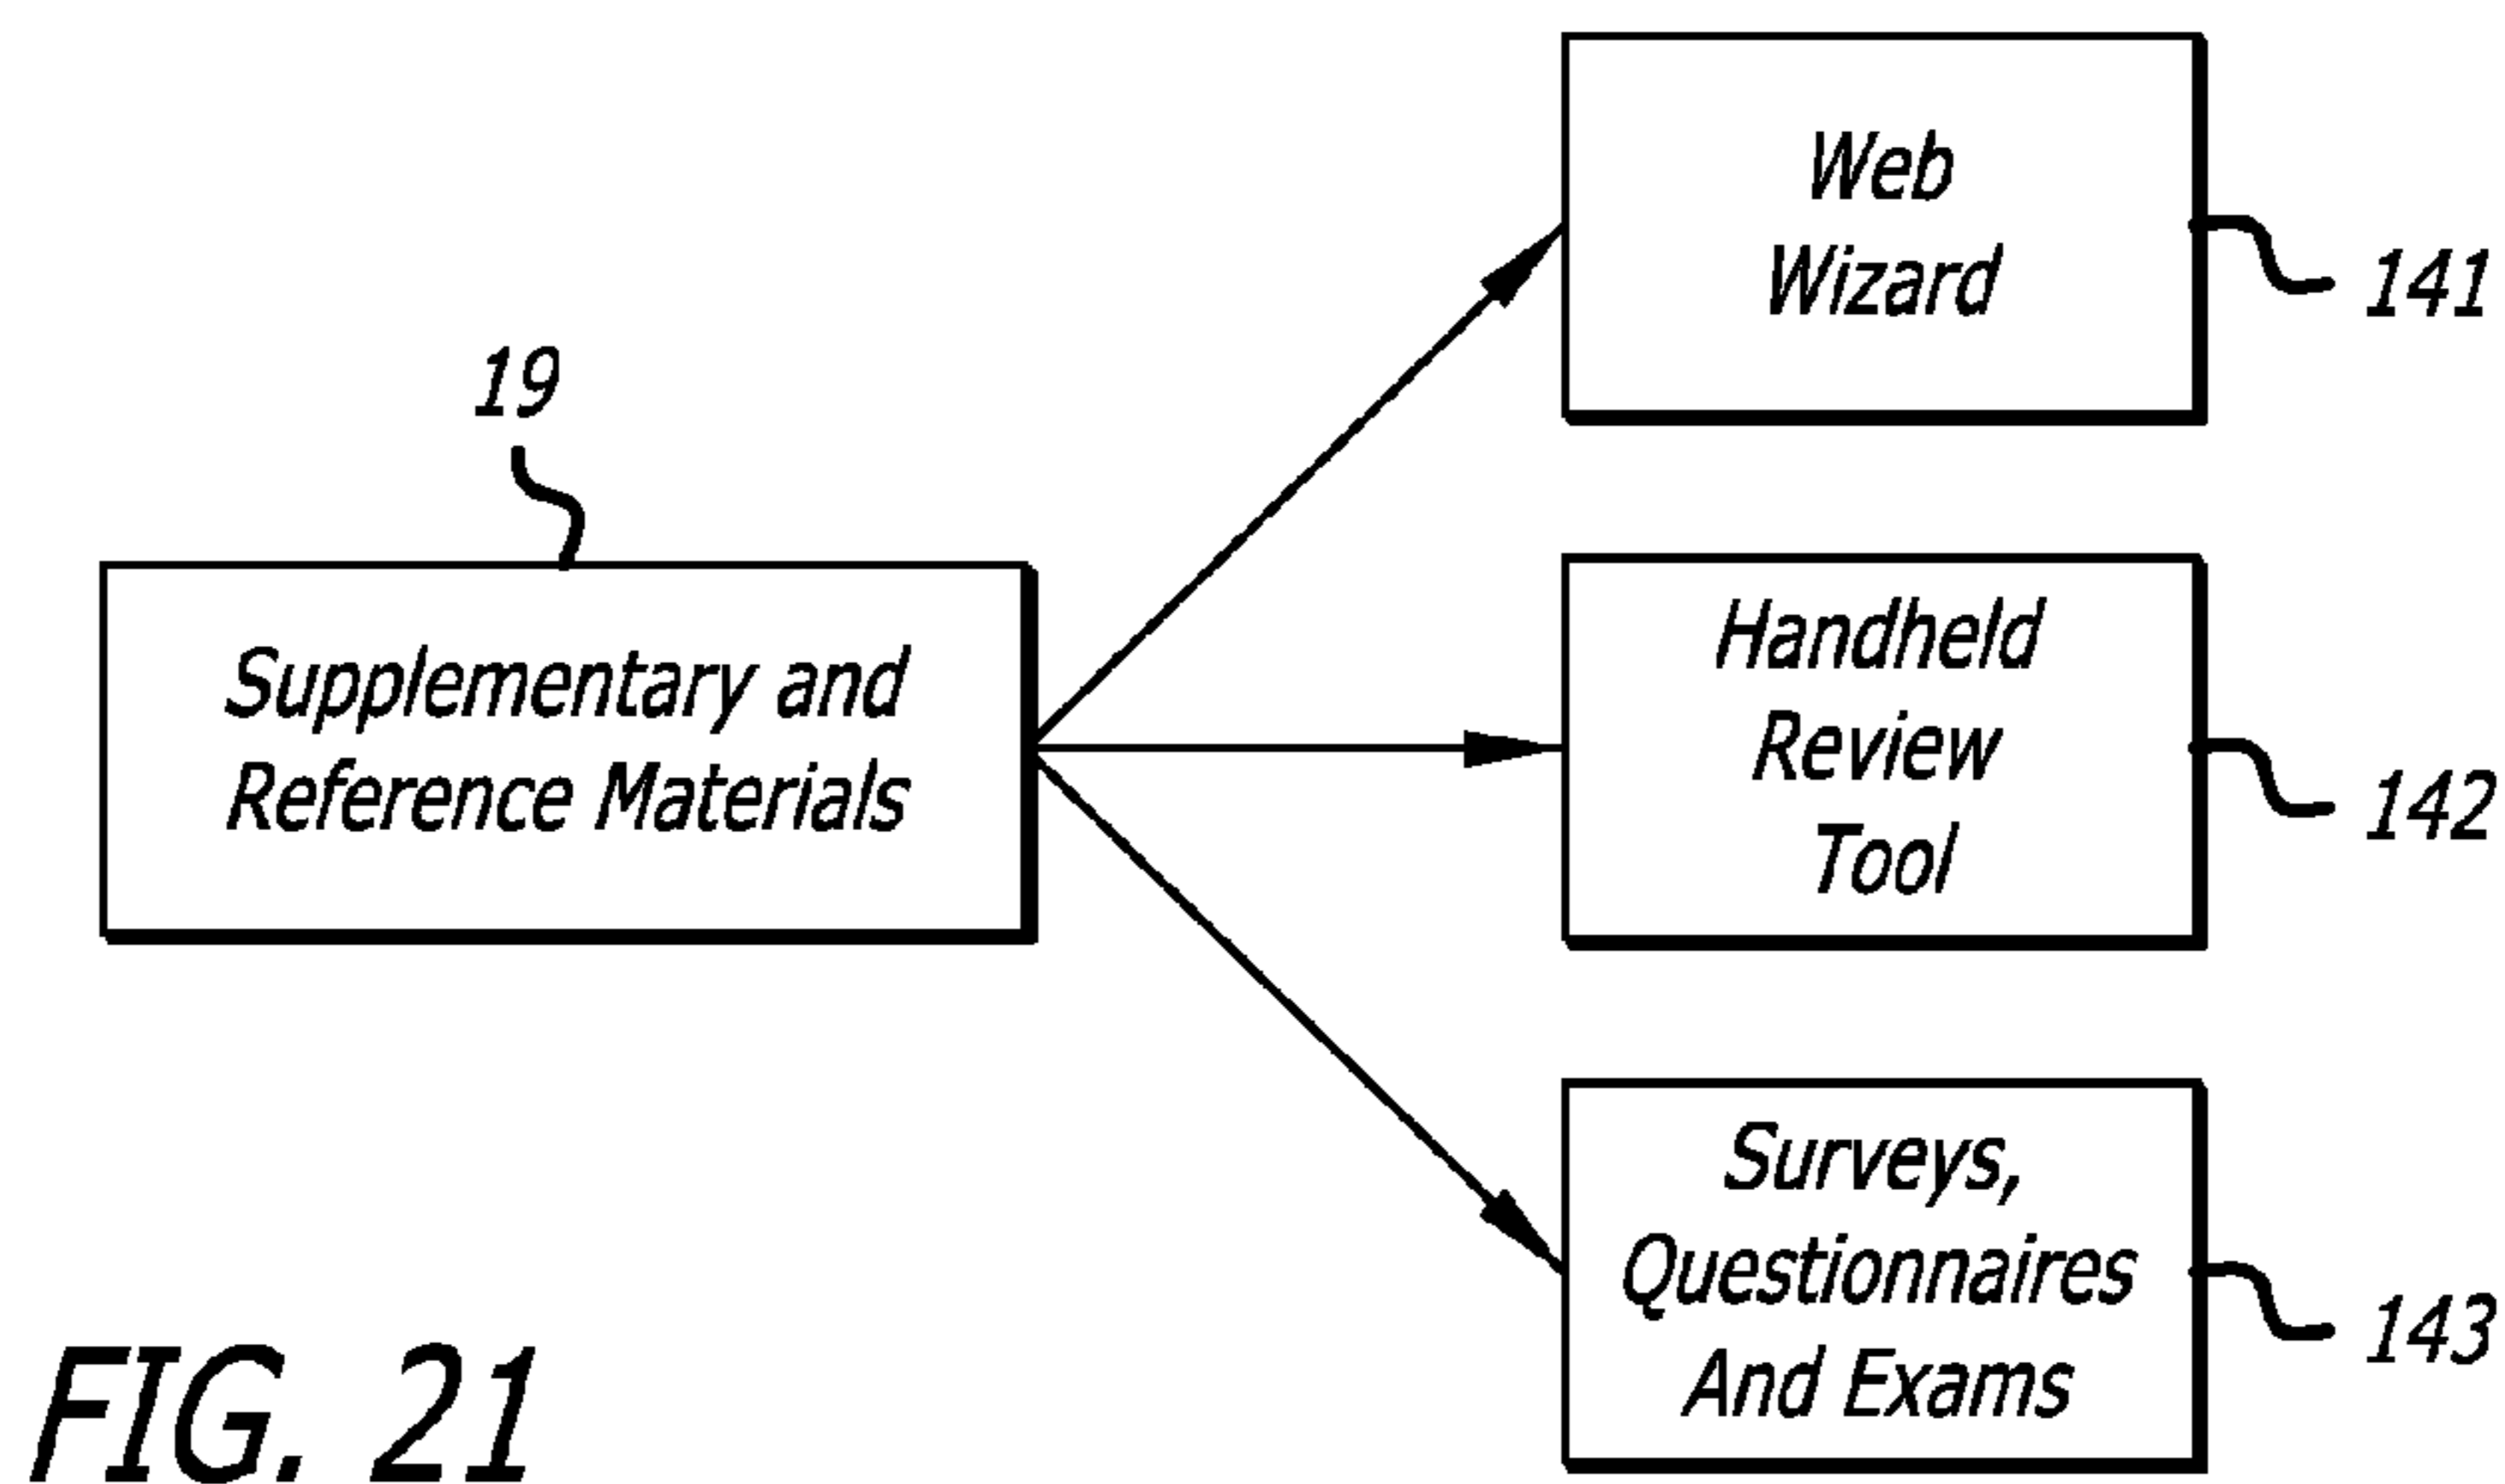 19
Supplementary and
Reference Materials
Web
Wizard
141
Handheld
Review
Tool
142
Surveys,
Questionnaires
And Exams
143
FIG. 21